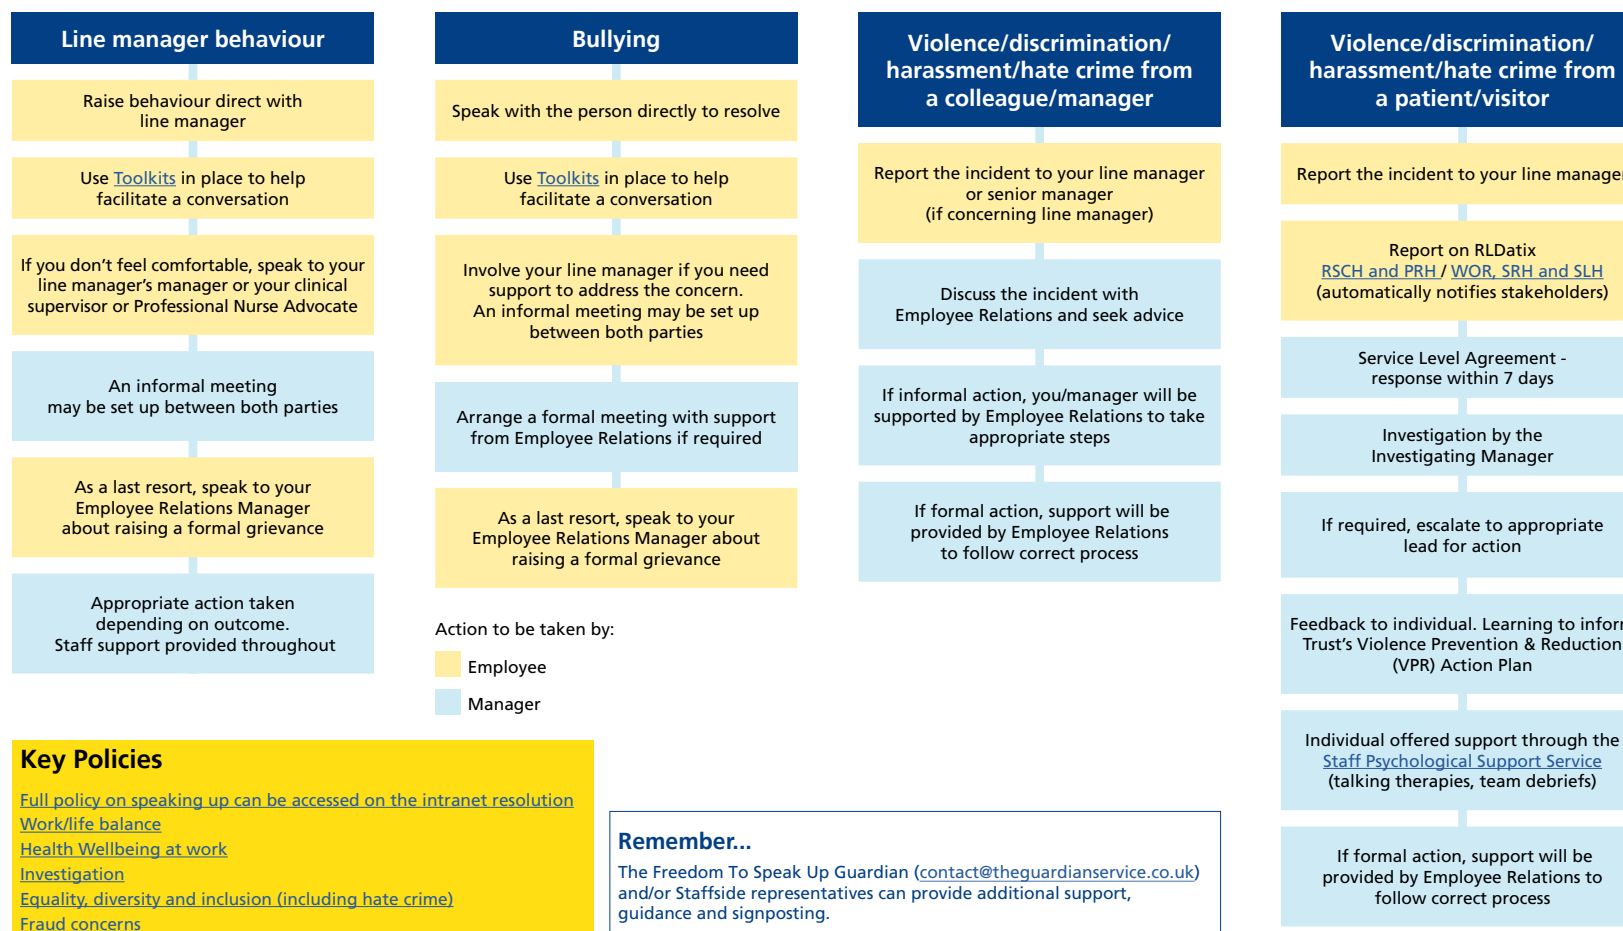 Line manager behaviour
Raise behaviour direct with
line manager
Use Toolkits in place to help
facilitate a conversation
If you don't feel comfortable, speak to your
line manager's manager or your clinical
supervisor or Professional Nurse Advocate
An informal meeting
may be set up between both parties
As a last resort, speak to your
Employee Relations Manager
about raising a formal grievance
Appropriate action taken
depending on outcome.
Staff support provided throughout
Bullying
Speak with the person directly to resolve
Use Toolkits in place to help
facilitate a conversation
Involve your line manager if you need
support to address the concern.
An informal meeting may be set up
between both parties
Arrange a formal meeting with support
from Employee Relations if required
As a last resort, speak to your
Employee Relations Manager about
raising a formal grievance
Action to be taken by:
Employee
Manager
Violence/discrimination/
harassment/hate crime from
a colleague/manager
Report the incident to your line manager
or senior manager
(if concerning line manager)
Discuss the incident with
Employee Relations and seek advice
If informal action, you/manager will be
supported by Employee Relations to take
appropriate steps
If formal action, support will be
provided by Employee Relations
to follow correct process
Violence/discrimination/
harassment/hate crime from
a patient/visitor
Report the incident to your line manager
Report on RLDatix
RSCH and PRH / WOR, SRH and SLH
(automatically notifies stakeholders)
Service Level Agreement -
response within 7 days
Investigation by the
Investigating Manager
If required, escalate to appropriate
lead for action
Feedback to individual. Learning to inform
Trust's Violence Prevention & Reduction
(VPR) Action Plan
Individual offered support through the
Staff Psychological Support Service
(talking therapies, team debriefs)
If formal action, support will be
provided by Employee Relations to
follow correct process
Key Policies
Full policy on speaking up can be accessed on the intranet resolution
Work/life balance
Health Wellbeing at work
Investigation
Equality, diversity and inclusion (including hate crime)
Fraud concerns
Remember...
The Freedom To Speak Up Guardian (contact@theguardianservice.co.uk)
and/or Staffside representatives can provide additional support,
guidance and signposting.